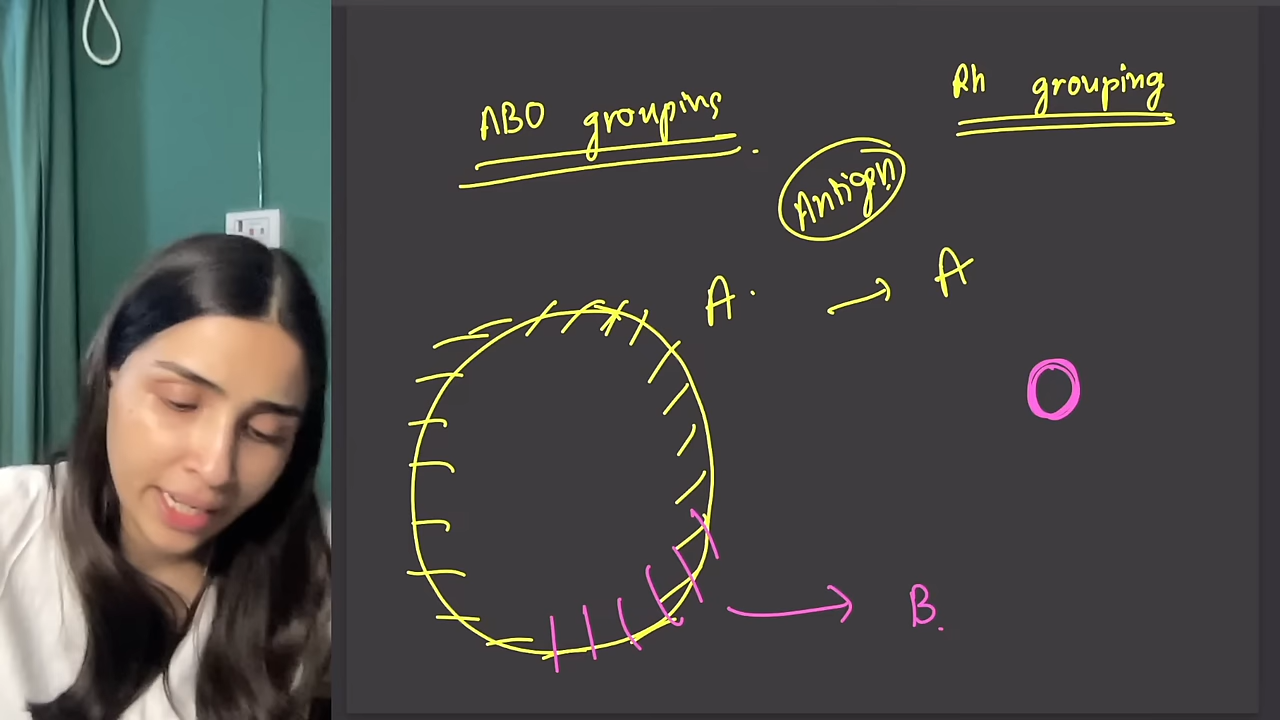 ABO grouping
Rh grouping
Antigen
A. → A
O
→ B.